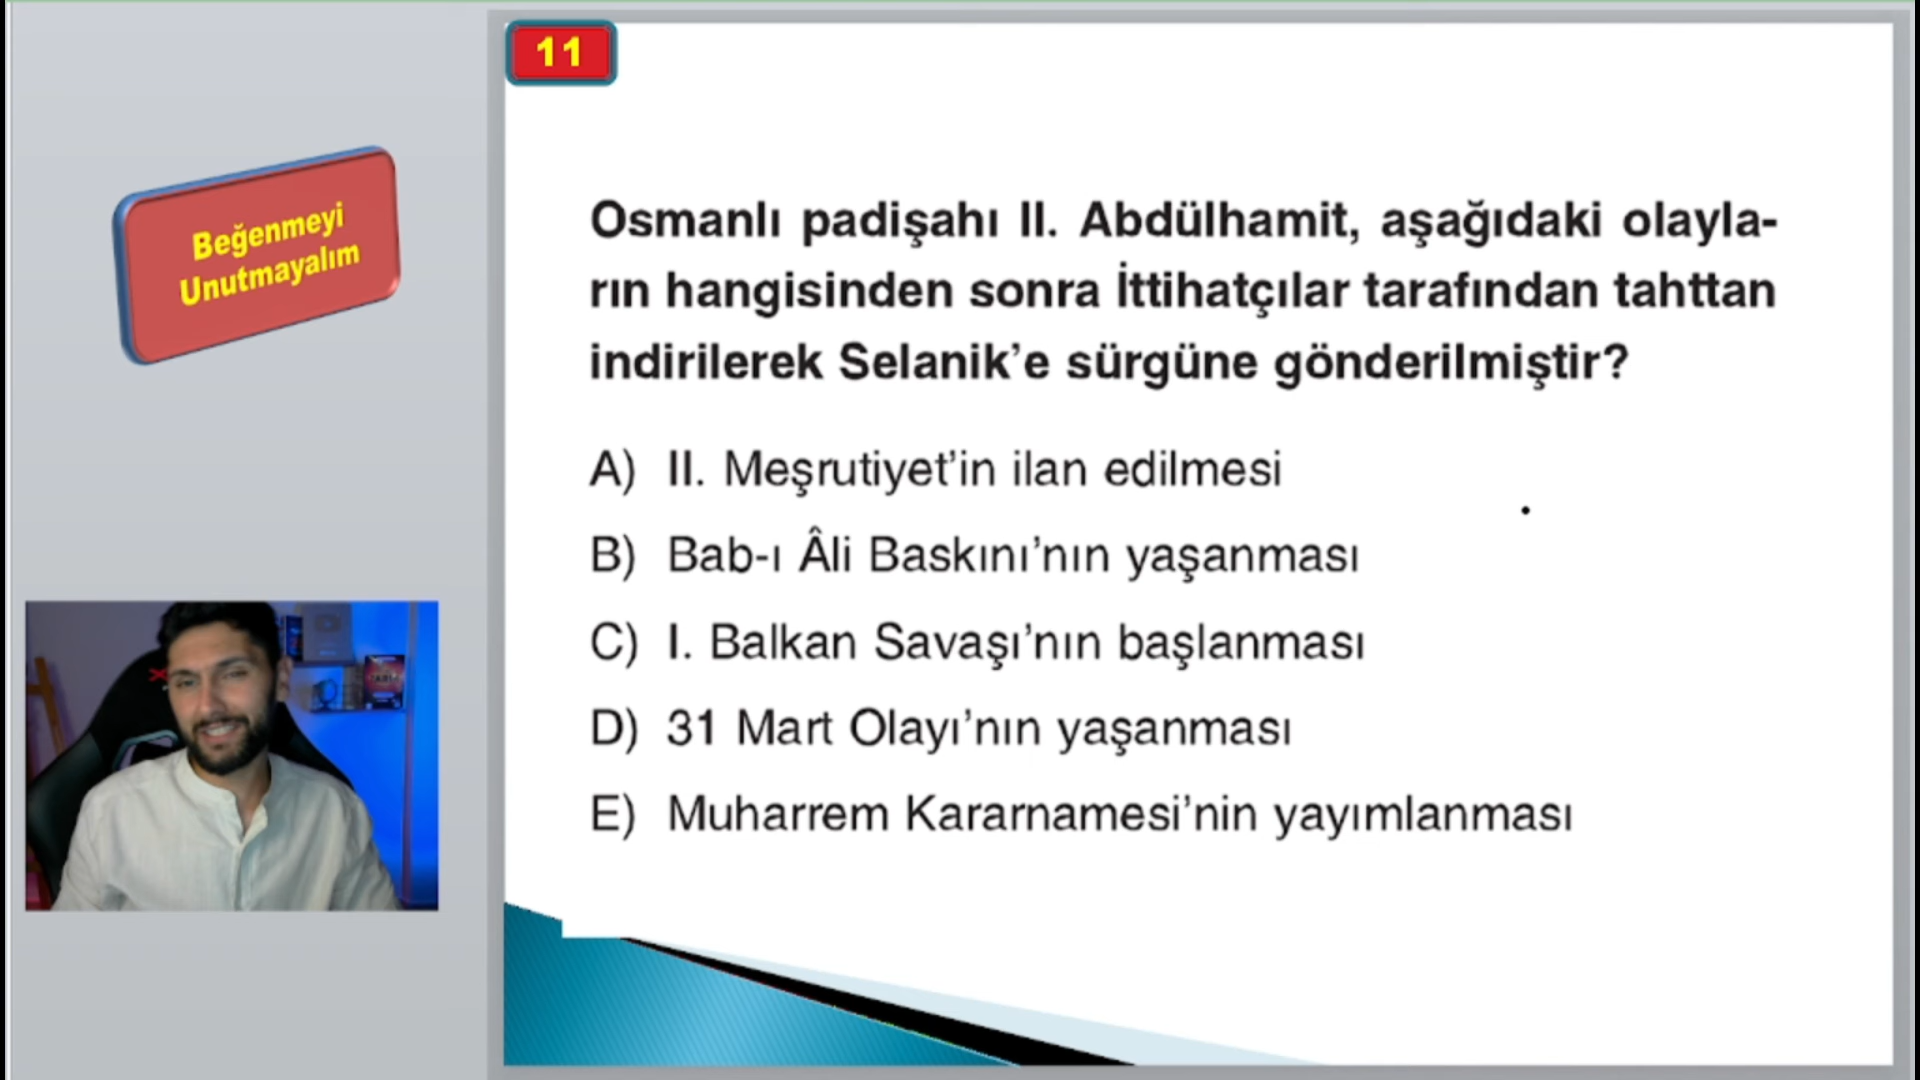 11
Beğenmeyi
Unutmayalım
Osmanlı padişahı II. Abdülhamit, aşağıdaki olayla-
rın hangisinden sonra İttihatçılar tarafından tahttan
indirilerek Selanik’e sürgüne gönderilmiştir?
A) II. Meşrutiyet’in ilan edilmesi
B) Bab-ı Âli Baskını’nın yaşanması
C) I. Balkan Savaşı’nın başlanması
D) 31 Mart Olayı’nın yaşanması
E) Muharrem Kararnamesi’nin yayımlanması